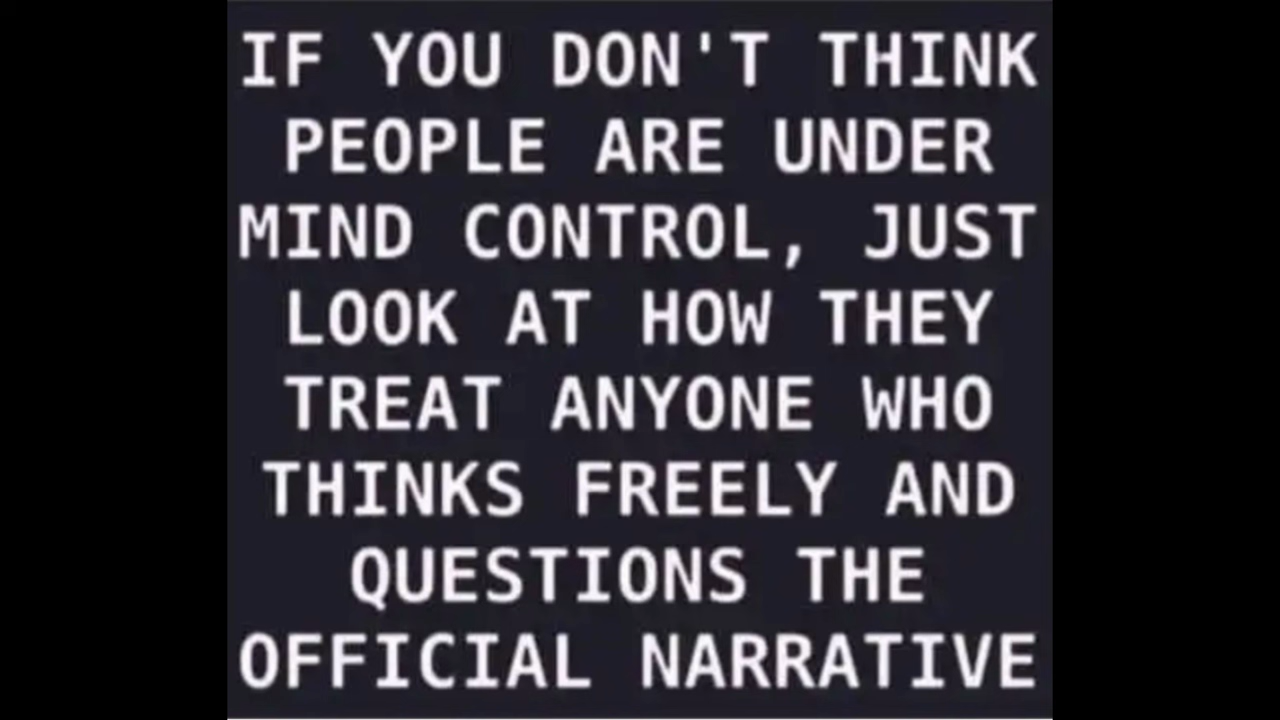 IF YOU DON'T THINK
PEOPLE ARE UNDER
MIND CONTROL, JUST
LOOK AT HOW THEY
TREAT ANYONE WHO
THINKS FREELY AND
QUESTIONS THE
OFFICIAL NARRATIVE